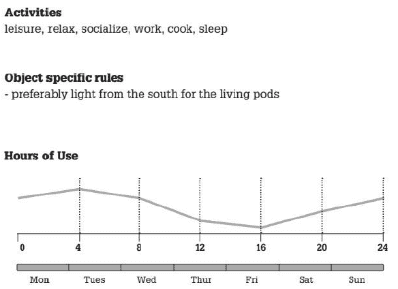 Activities
leisure, relax, socialize, work, cook, sleep
Object specific rules
- preferably light from the south for the living pods
Hours of Use
0 4 8 12 16 20 24
Mon Tues Wed Thur Fri Sat Sun